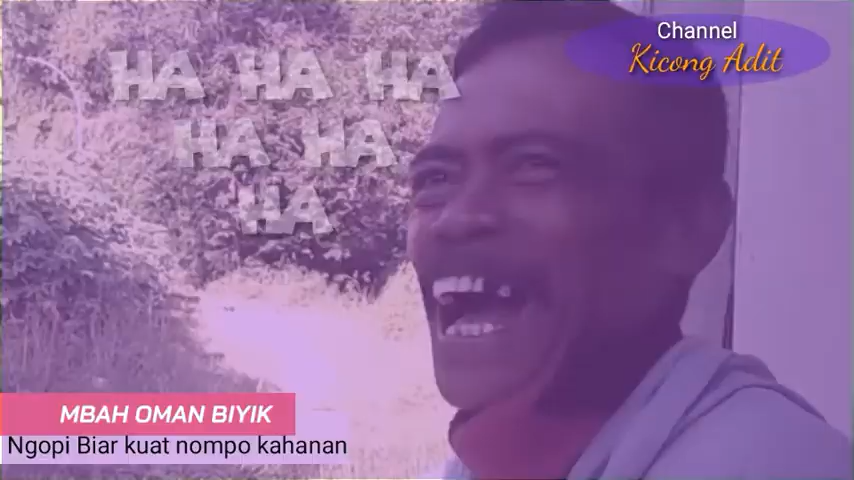 Channel
Kicong Adit
HA HA HA
HA HA
HA
MBAH OMAN BIYIK
Ngopi Biar kuat nompo kahanan